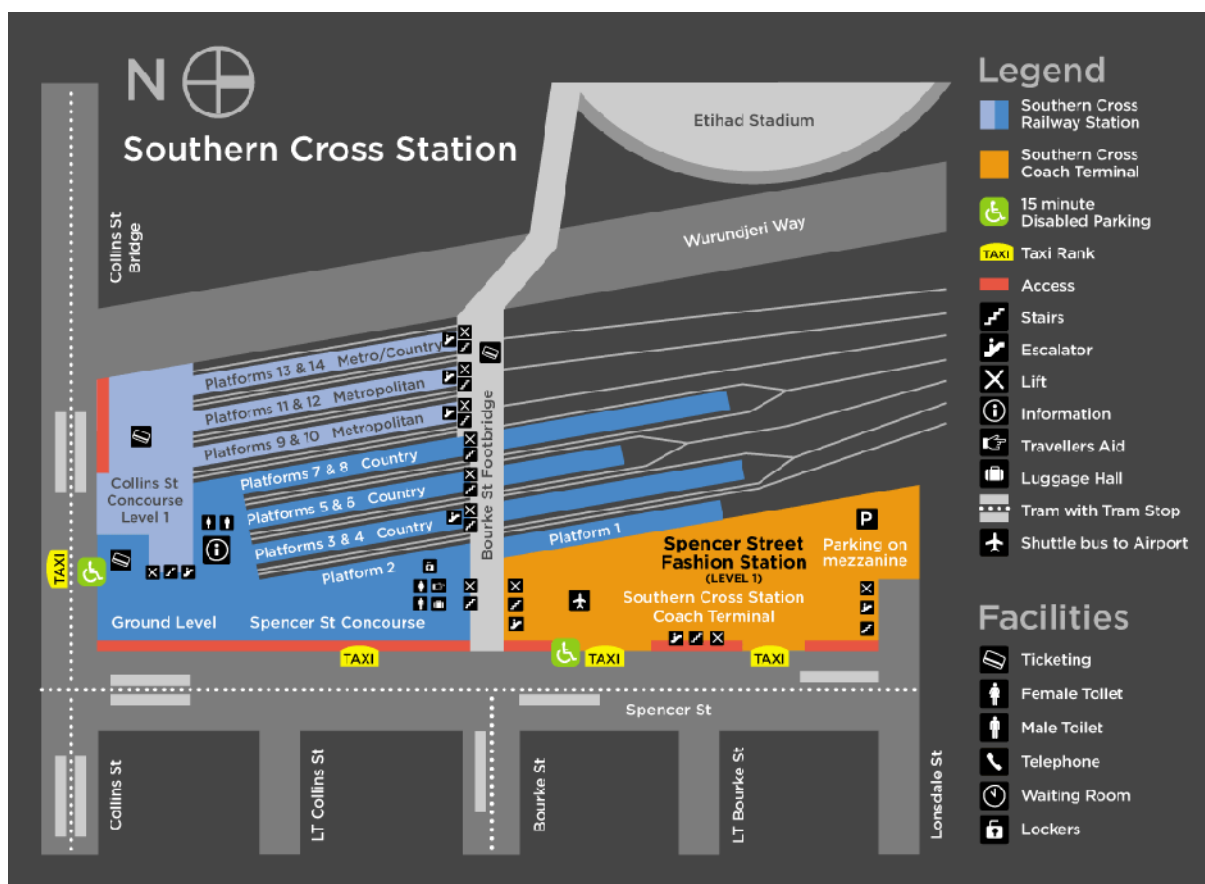 N
Southern Cross Station
Etihad Stadium
Wurundjeri Way
Collins St
Bridge
Platforms 13 & 14 Metro/Country
Platforms 11 & 12 Metropolitan
Platforms 9 & 10 Metropolitan
Platforms 7 & 8 Country
Platforms 5 & 6 Country
Platforms 3 & 4 Country
Platform 2
Platform 1
Bourke St Footbridge
Collins St
Concourse
Level 1
TAXI
Ground Level
Spencer St Concourse
Spencer Street
Fashion Station
(LEVEL 1)
Southern Cross Station
Coach Terminal
P
Parking on
mezzanine
TAXI
TAXI
TAXI
Spencer St
Collins St
LT Collins St
Bourke St
LT Bourke St
Lonsdale St
Legend
Southern Cross
Railway Station
Southern Cross
Coach Terminal
15 minute
Disabled Parking
TAXI
Taxi Rank
Access
Stairs
Escalator
Lift
Information
Travellers Aid
Luggage Hall
Tram with Tram Stop
Shuttle bus to Airport
Facilities
Ticketing
Female Toilet
Male Toilet
Telephone
Waiting Room
Lockers